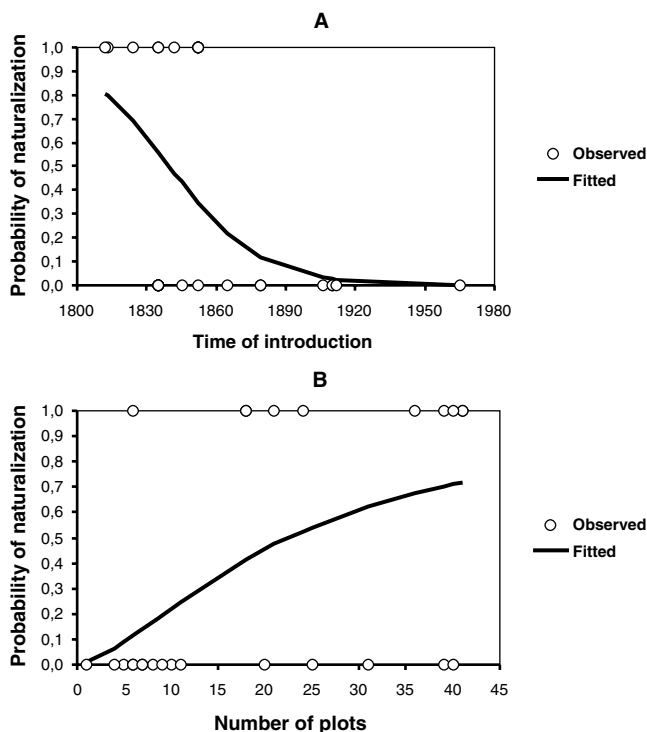 A
Probability of naturalization
1,0
0,9
0,8
0,7
0,6
0,5
0,4
0,3
0,2
0,1
0,0
1800 1830 1860 1890 1920 1950 1980
Time of introduction
Observed
Fitted
B
Probability of naturalization
1,0
0,9
0,8
0,7
0,6
0,5
0,4
0,3
0,2
0,1
0,0
0 5 10 15 20 25 30 35 40 45
Number of plots
Observed
Fitted